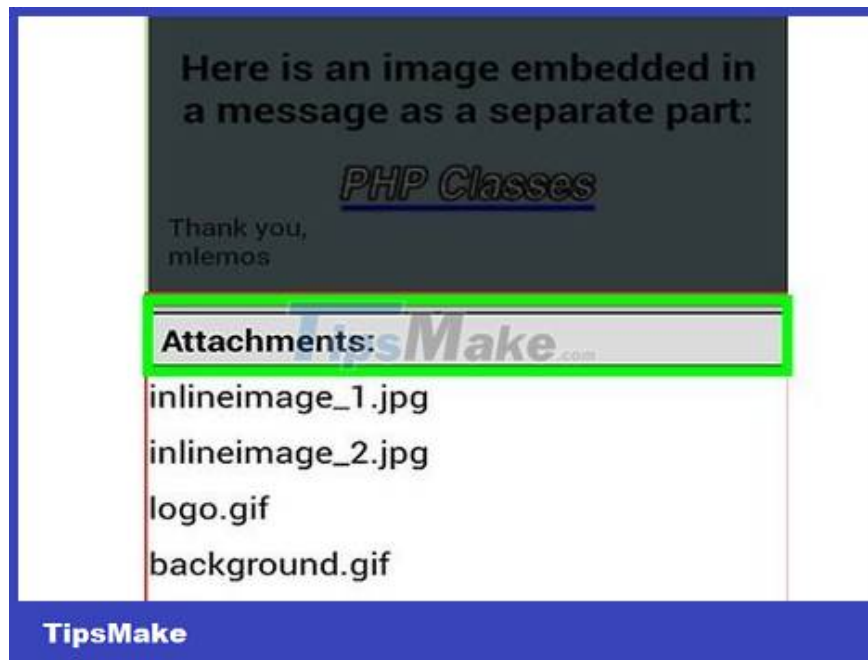 Here is an image embedded in
a message as a separate part:
PHP Classes
Thank you,
mlemos
TipsMake.com
Attachments:
inlineimage_1.jpg
inlineimage_2.jpg
logo.gif
background.gif
TipsMake